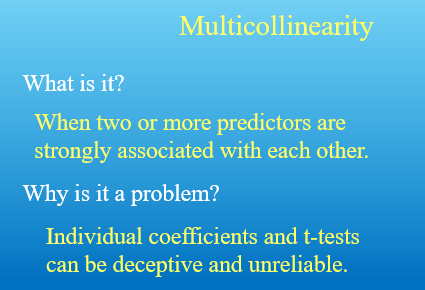 Multicollinearity
What is it?
When two or more predictors are
strongly associated with each other.
Why is it a problem?
Individual coefficients and t-tests
can be deceptive and unreliable.